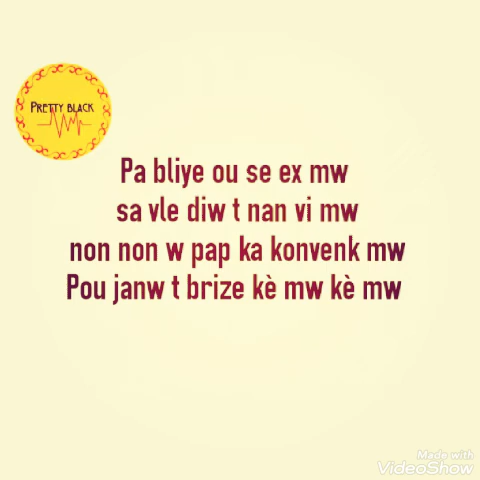 PRETTY BLACK
Pa bliye ou se ex mw
sa vle diw t nan vi mw
non non w pap ka konvenk mw
Pou janw t brize kè mw kè mw
Made with
VideoShow